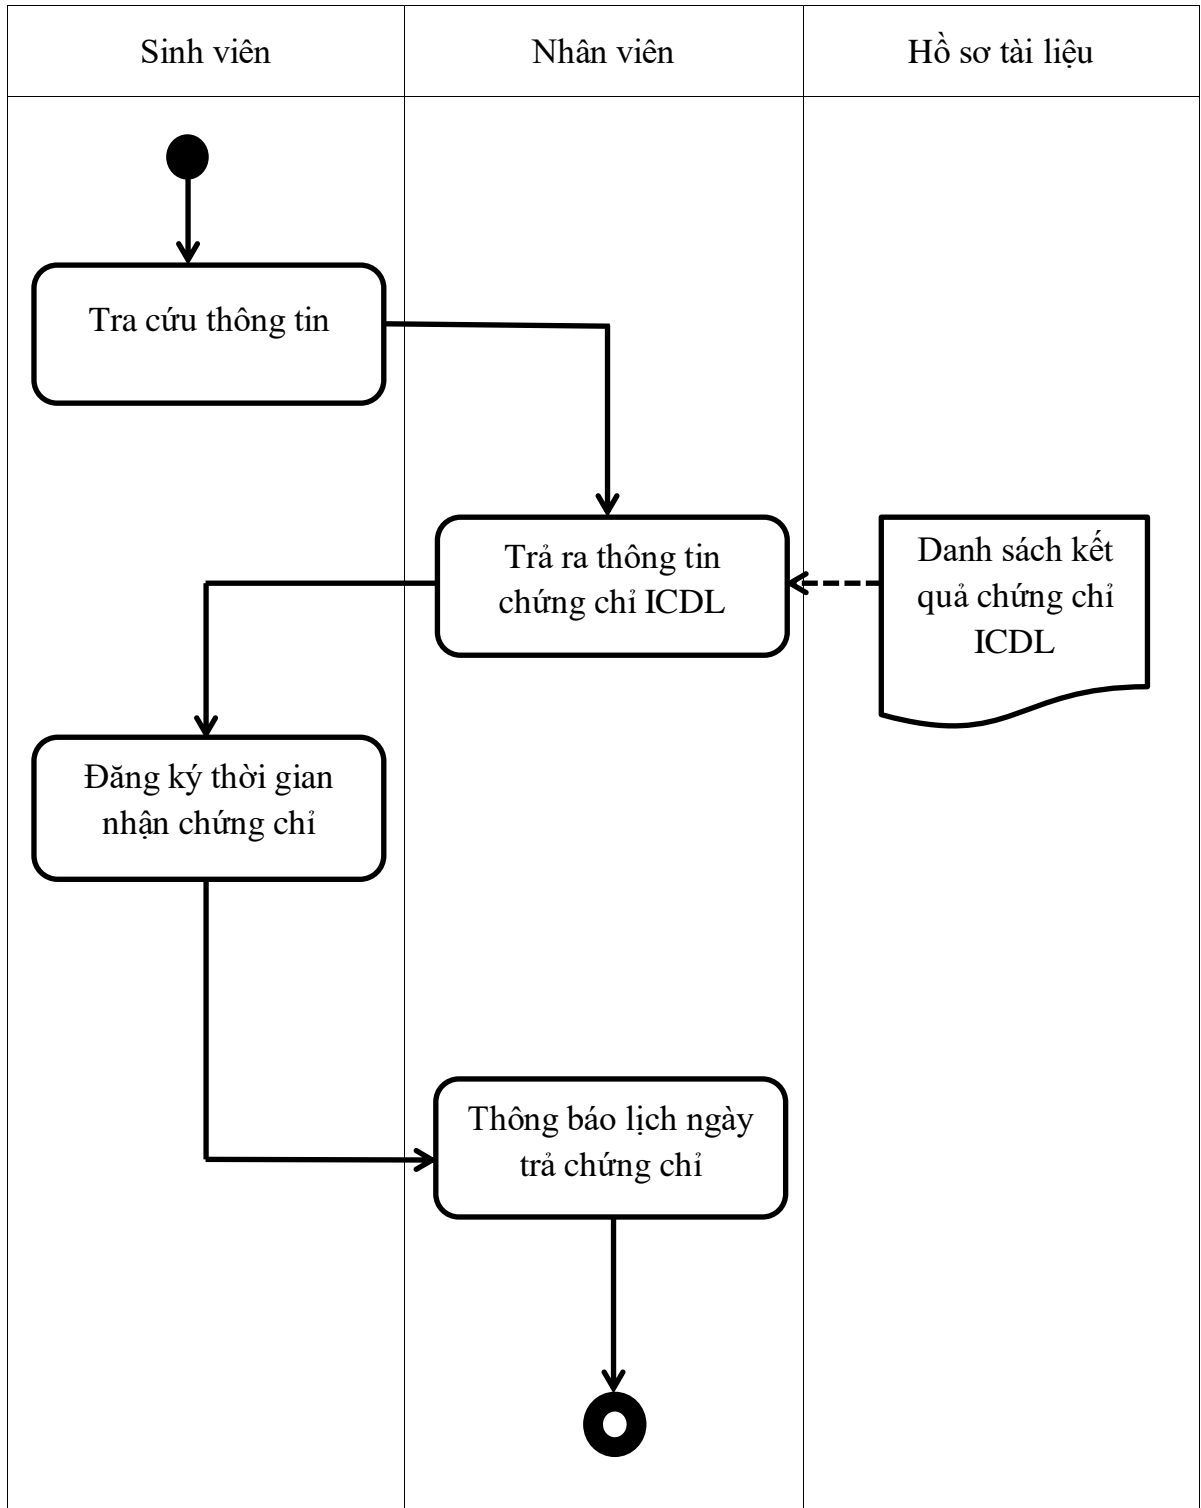 Sinh viên
Nhân viên
Hồ sơ tài liệu
Tra cứu thông tin
Trả ra thông tin
chứng chỉ ICDL
Danh sách kết
quả chứng chỉ
ICDL
Đăng ký thời gian
nhận chứng chỉ
Thông báo lịch ngày
trả chứng chỉ